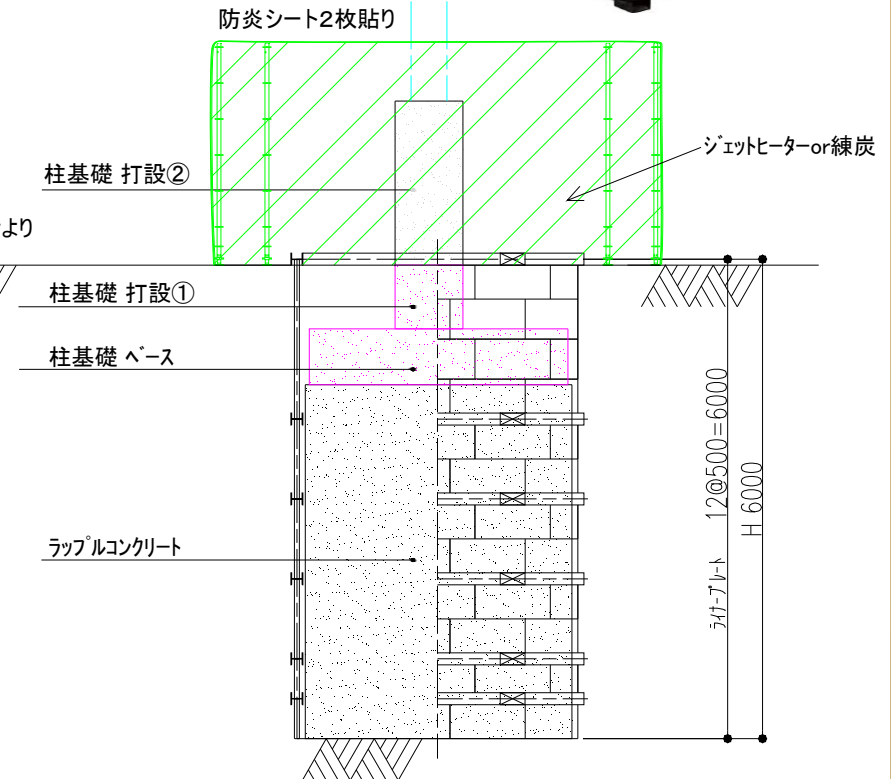 防炎シート2枚貼り
ジェットヒーターor練炭
柱基礎 打設②
より
柱基礎 打設①
柱基礎 ベース
ラップルコンクリート
ライナープレート 12@500=6000
H 6000